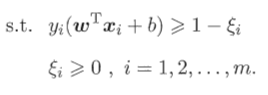 s.t. yᵢ(wᵀxᵢ + b) ⩾ 1 − ξᵢ
ξᵢ ⩾ 0 , i = 1, 2, . . . , m.